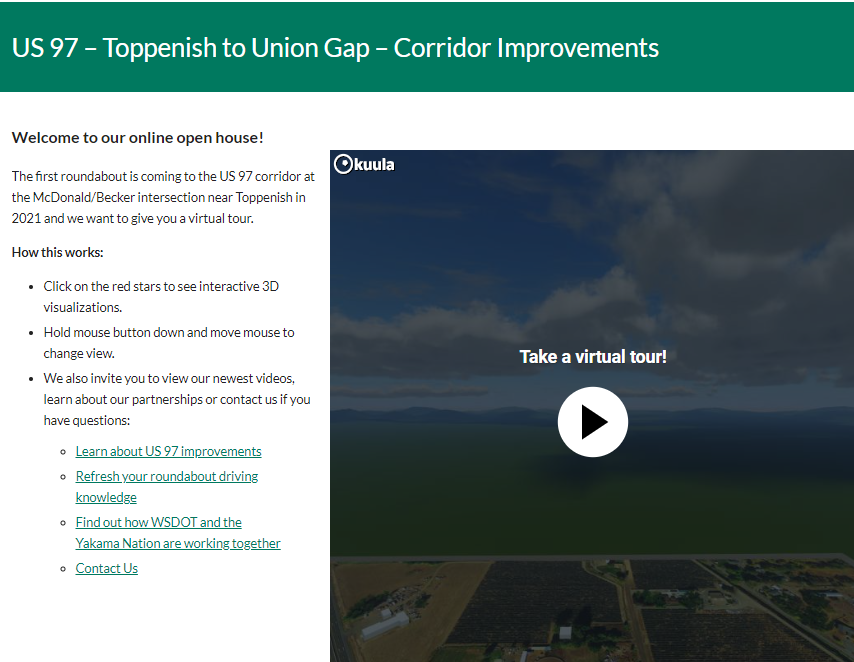 US 97 – Toppenish to Union Gap – Corridor Improvements
Welcome to our online open house!
The first roundabout is coming to the US 97 corridor at
the McDonald/Becker intersection near Toppenish in
2021 and we want to give you a virtual tour.
How this works:
Click on the red stars to see interactive 3D
visualizations.
Hold mouse button down and move mouse to
change view.
We also invite you to view our newest videos,
learn about our partnerships or contact us if you
have questions:
Learn about US 97 improvements
Refresh your roundabout driving
knowledge
Find out how WSDOT and the
Yakama Nation are working together
Contact Us
kuula
Take a virtual tour!